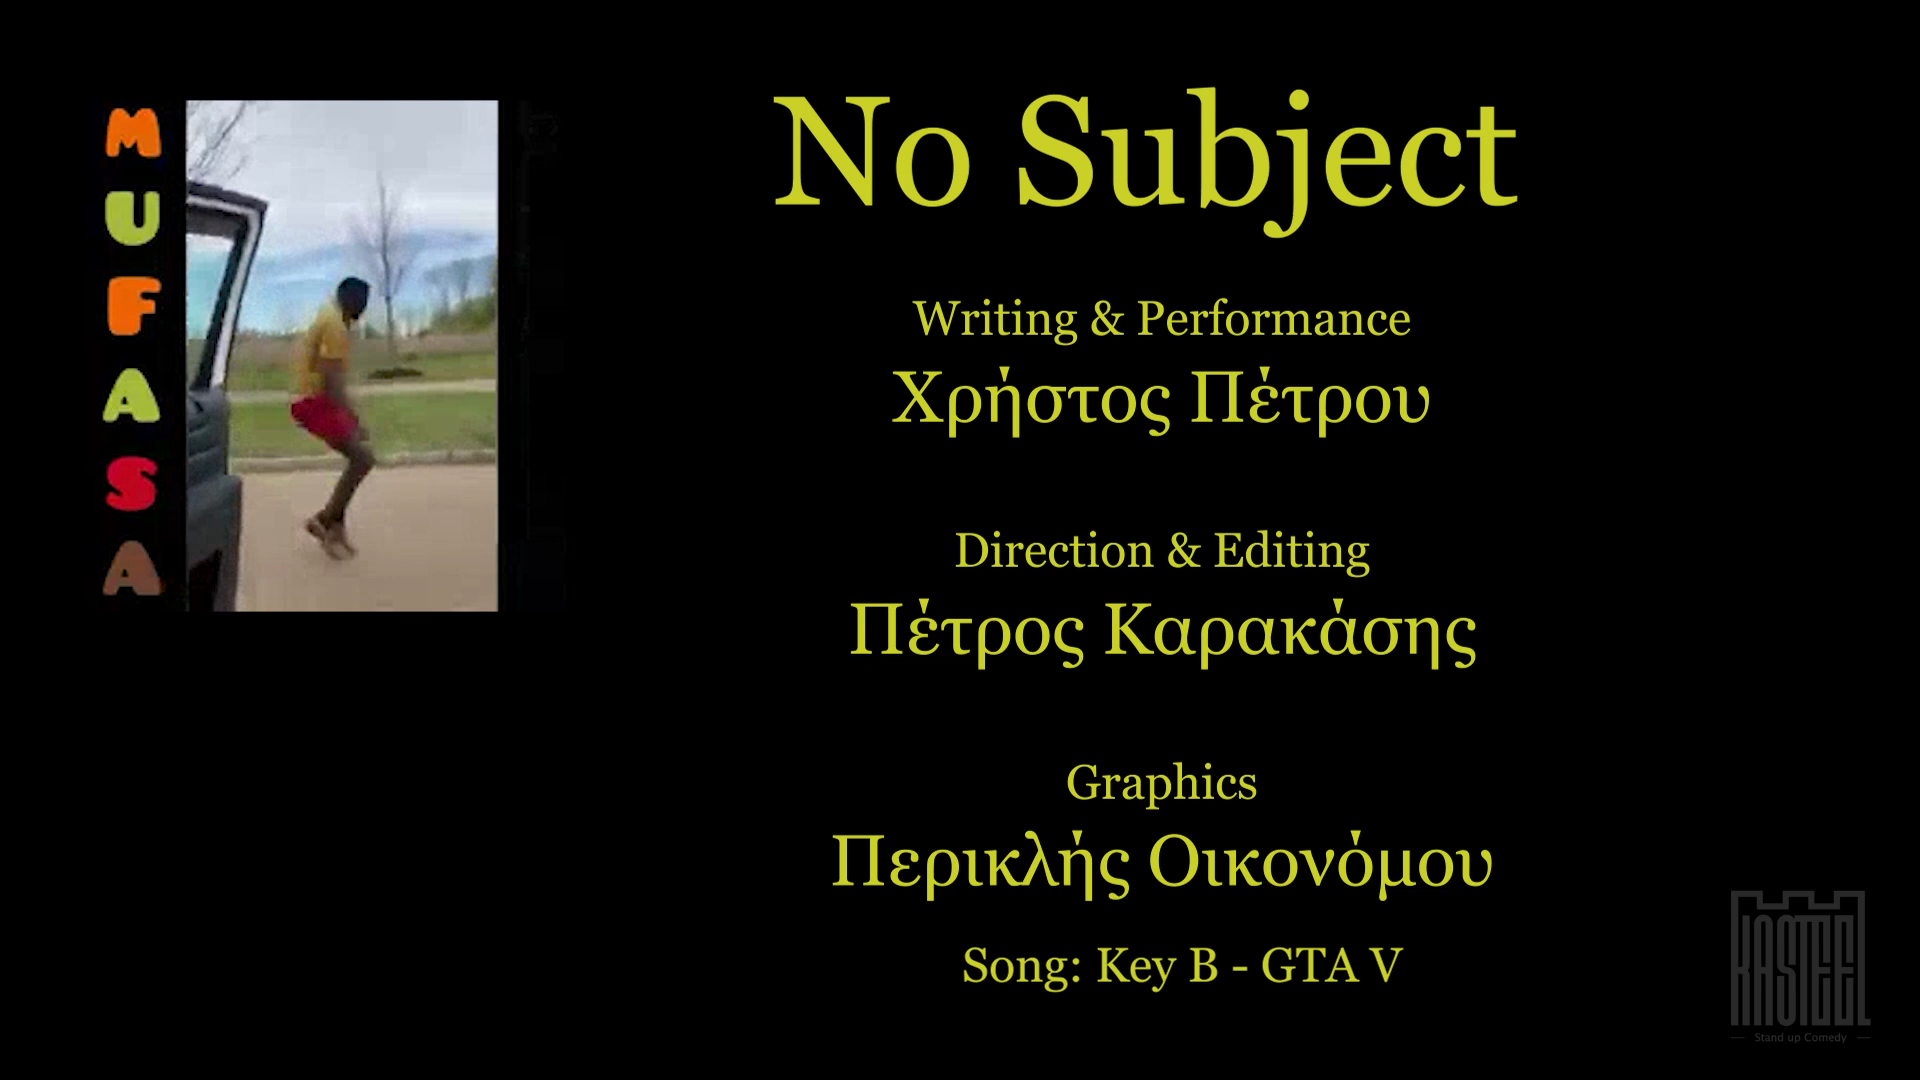 MUFASA
No Subject
Writing & Performance
Χρήστος Πέτρου
Direction & Editing
Πέτρος Καρακάσης
Graphics
Περικλής Οικονόμου
Song: Key B - GTA V
KASTEEL
Stand up Comedy